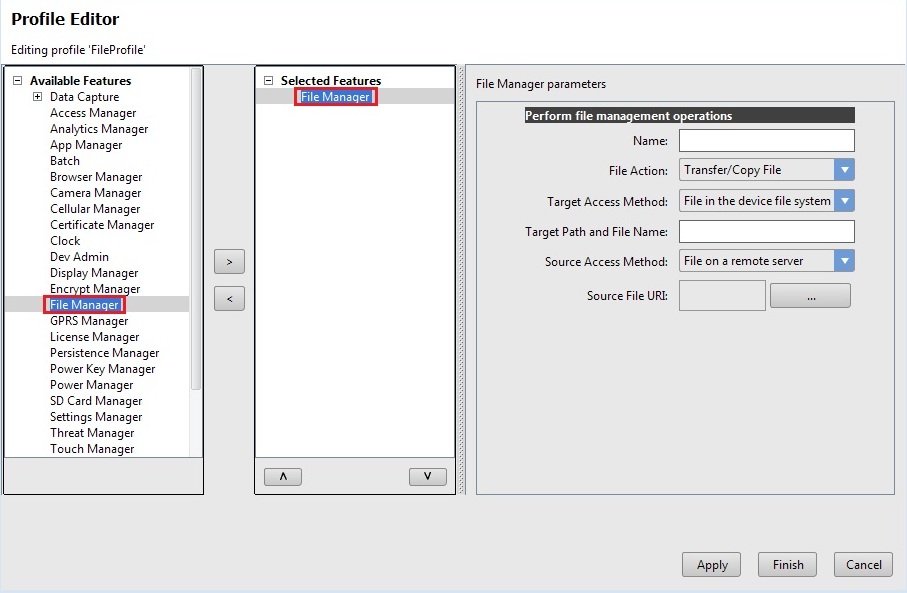 Profile Editor
Editing profile 'FileProfile'
Available Features
Data Capture
Access Manager
Analytics Manager
App Manager
Batch
Browser Manager
Camera Manager
Cellular Manager
Certificate Manager
Clock
Dev Admin
Display Manager
Encrypt Manager
File Manager
GPRS Manager
License Manager
Persistence Manager
Power Key Manager
Power Manager
SD Card Manager
Settings Manager
Threat Manager
Touch Manager
>
<
Selected Features
File Manager
ʌ
v
File Manager parameters
Perform file management operations
Name:
File Action: Transfer/Copy File
Target Access Method: File in the device file system
Target Path and File Name:
Source Access Method: File on a remote server
Source File URI: ...
Apply Finish Cancel